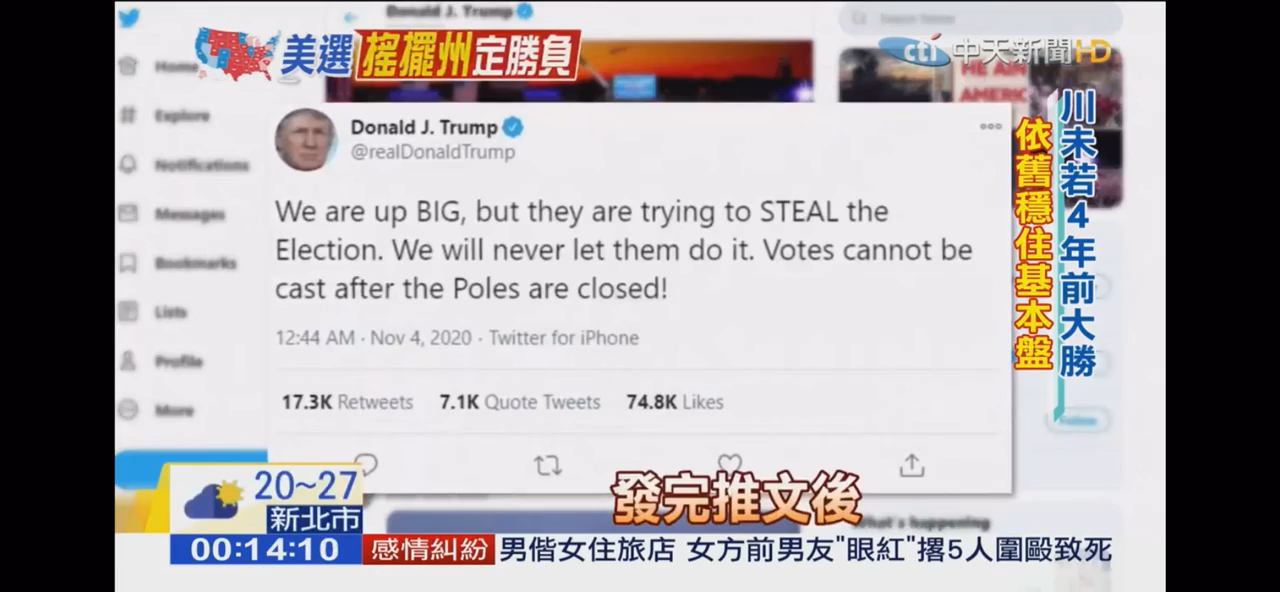 Donald J. Trump
美選 搖擺州定勝負
cti 中天新聞HD
Home
Explore
Notifications
Messages
Bookmarks
Lists
Profile
More
Donald J. Trump
@realDonaldTrump
We are up BIG, but they are trying to STEAL the
Election. We will never let them do it. Votes cannot be
cast after the Poles are closed!
12:44 AM · Nov 4, 2020 · Twitter for iPhone
17.3K Retweets 7.1K Quote Tweets 74.8K Likes
川未若4年前大勝
依舊穩住基本盤
Follow
發完推文後
What's happening
20~27
新北市
00:14:10
感情糾紛 男偕女住旅店 女方前男友"眼紅"撂5人圍毆致死